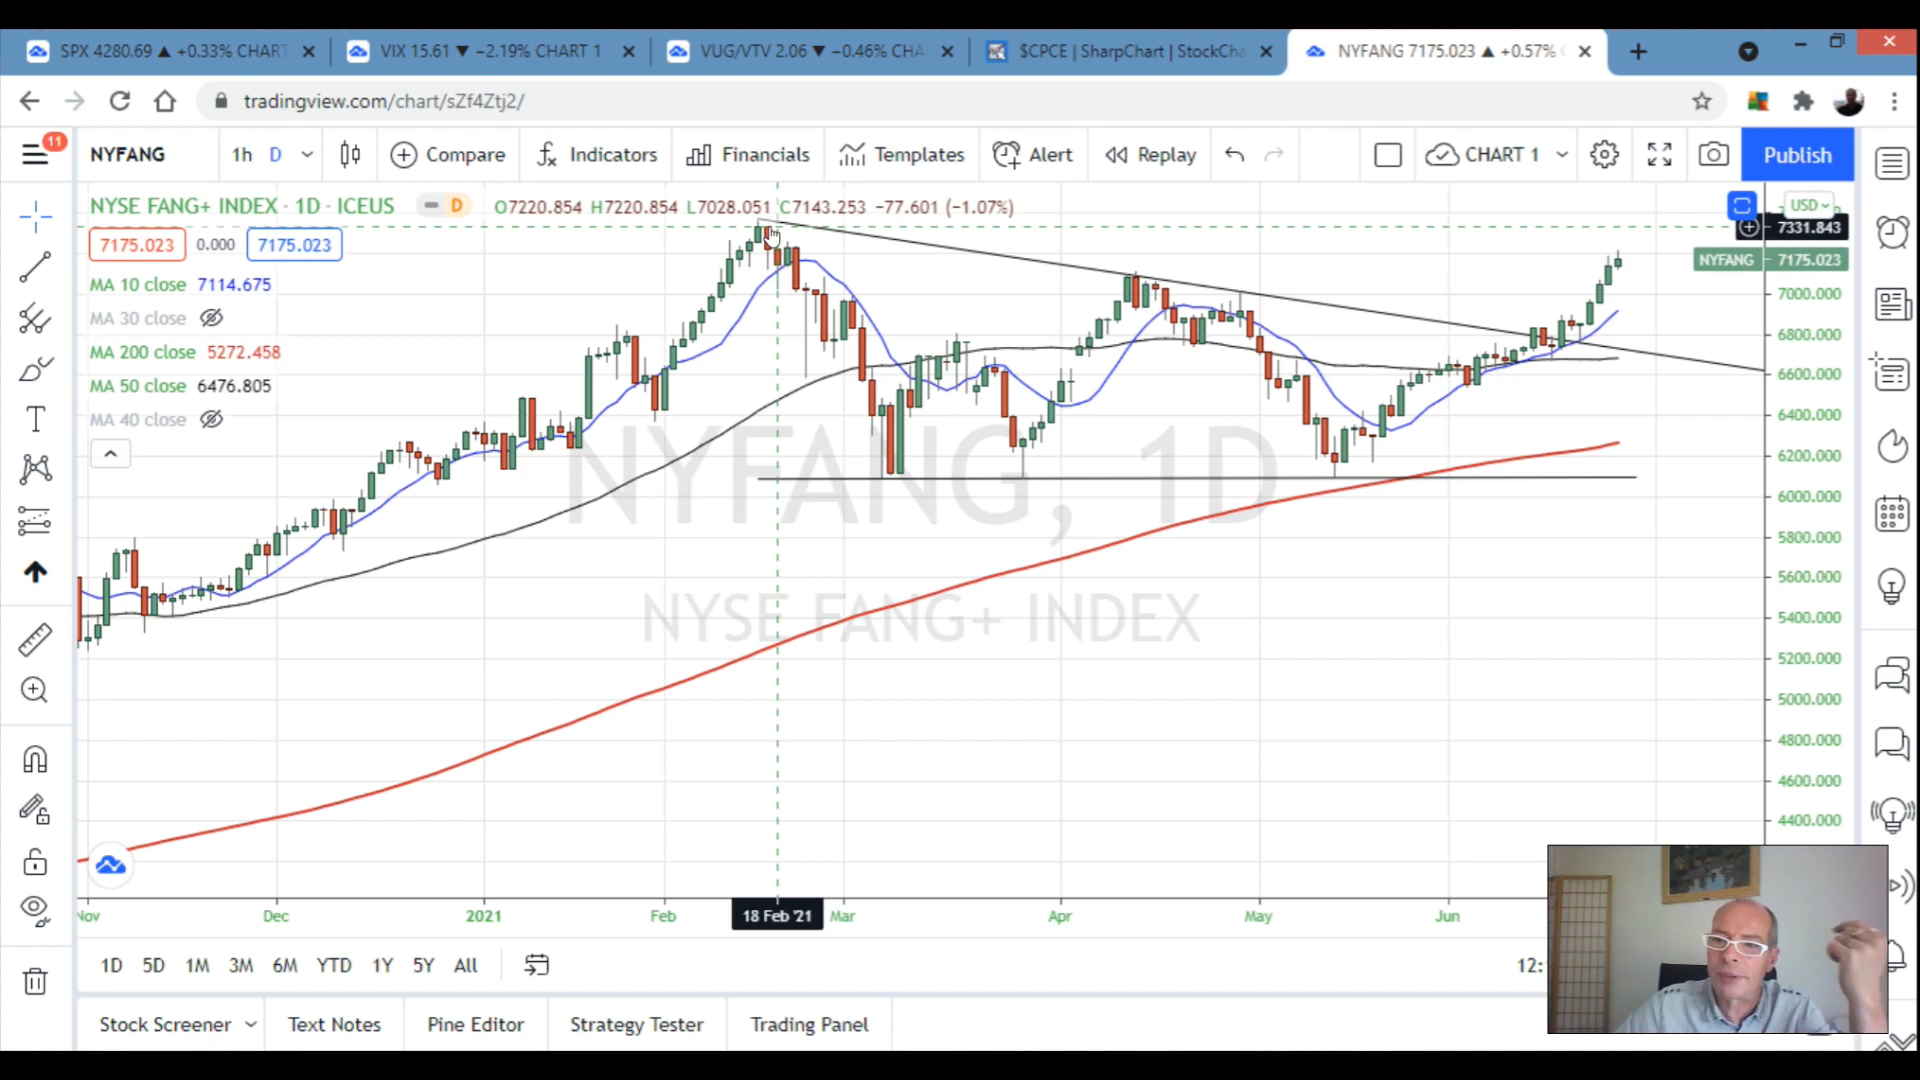 SPX 4280.69 ▲ +0.33% CHART
VIX 15.61 ▼ −2.19% CHART 1
VUG/VTV 2.06 ▼ −0.46% CHA
$CPCE | SharpChart | StockCha
NYFANG 7175.023 ▲ +0.57%
tradingview.com/chart/sZf4Ztj2/
11
NYFANG
1h D
Compare
Indicators
Financials
Templates
Alert
Replay
CHART 1
Publish
NYSE FANG+ INDEX · 1D · ICEUS
D
O7220.854 H7220.854 L7028.051 C7143.253 −77.601 (−1.07%)
USD
7331.843
7175.023 0.000 7175.023
NYFANG 7175.023
MA 10 close 7114.675
MA 30 close
MA 200 close 5272.458
MA 50 close 6476.805
MA 40 close
7000.000
6800.000
6600.000
6400.000
6200.000
6000.000
5800.000
5600.000
5400.000
5200.000
5000.000
4800.000
4600.000
4400.000
NYFANG, 1D
NYSE FANG+ INDEX
Nov Dec 2021 Feb 18 Feb '21 Mar Apr May Jun
1D 5D 1M 3M 6M YTD 1Y 5Y All
12:
Stock Screener Text Notes Pine Editor Strategy Tester Trading Panel